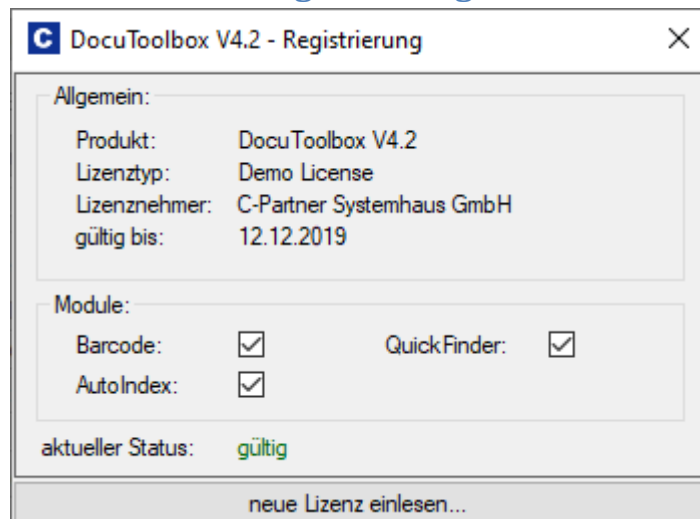 C DocuToolbox V4.2 - Registrierung
Allgemein:
Produkt: DocuToolbox V4.2
Lizenztyp: Demo License
Lizenznehmer: C-Partner Systemhaus GmbH
gültig bis: 12.12.2019
Module:
Barcode: QuickFinder:
AutoIndex:
aktueller Status: gültig
neue Lizenz einlesen...